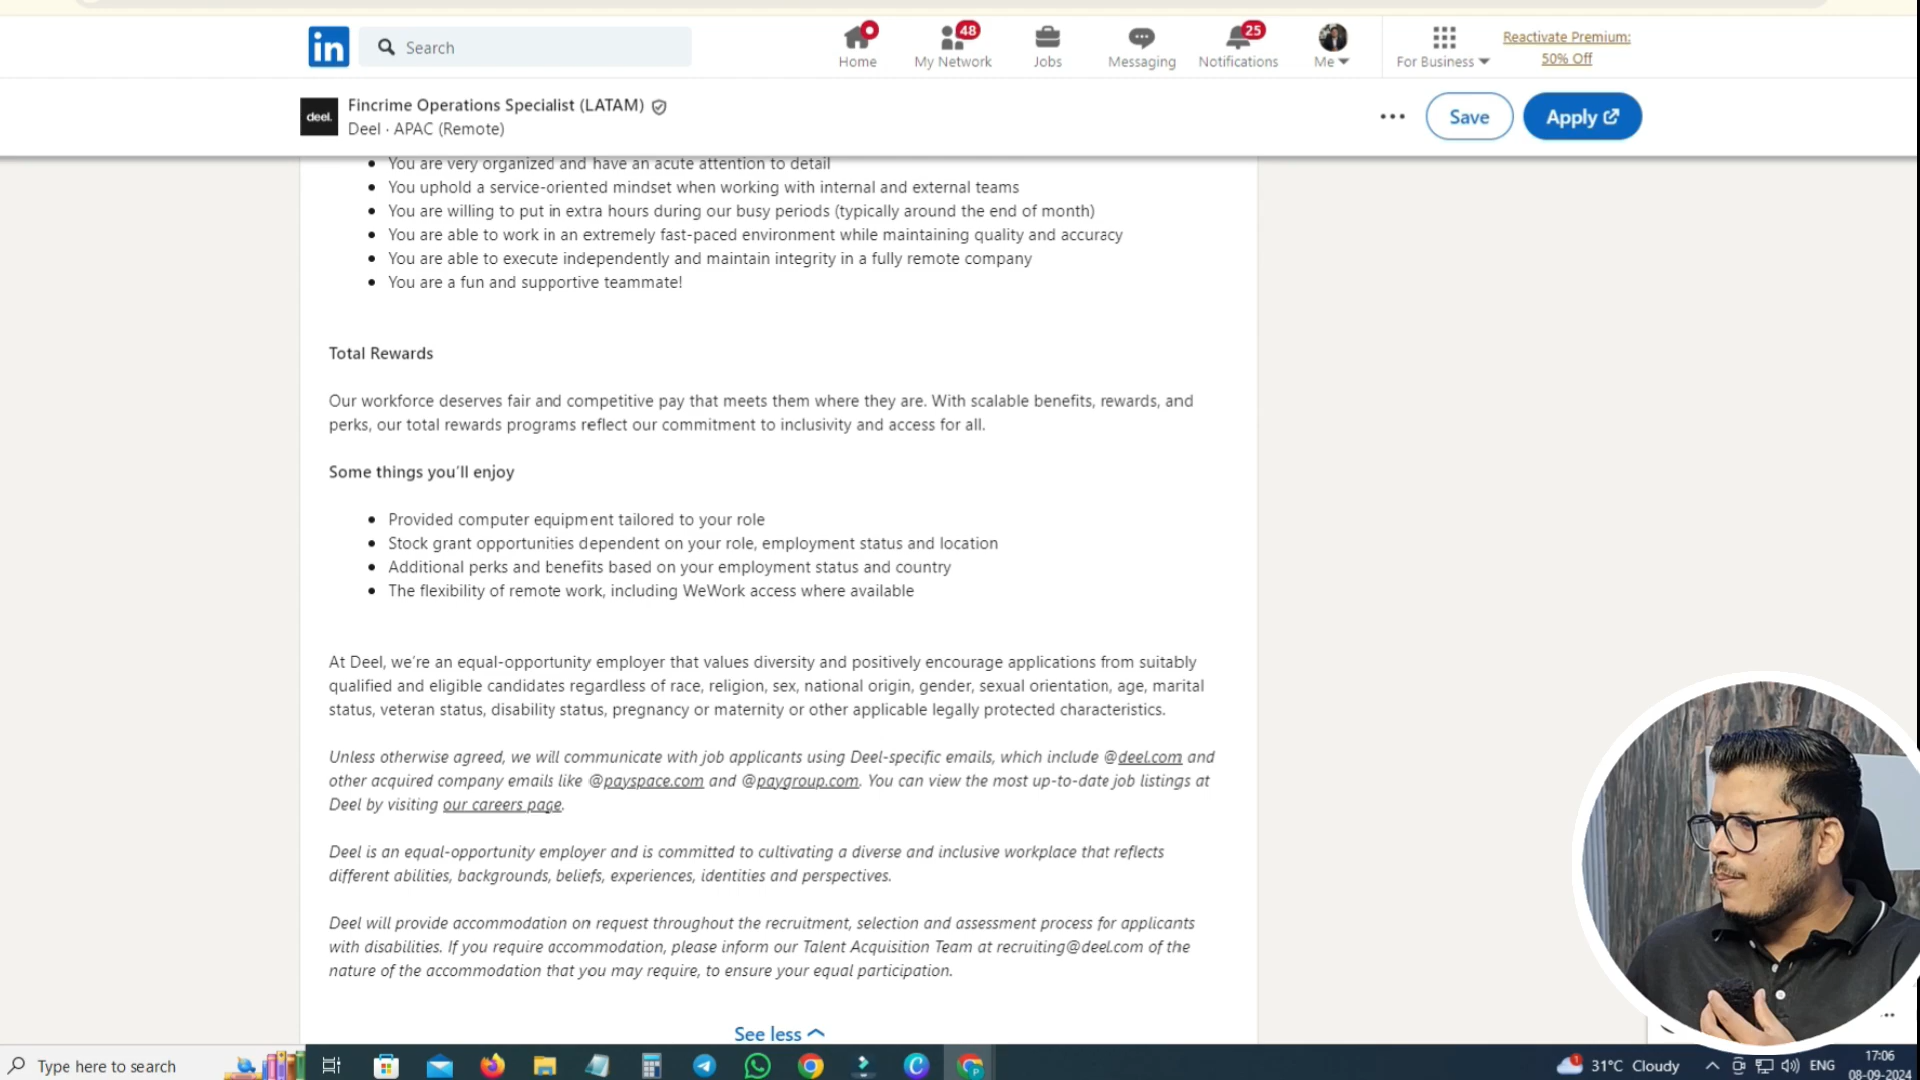 in
Search
Home
48
My Network
Jobs
Messaging
25
Notifications
Me
For Business
Reactivate Premium:
50% Off
deel.
Fincrime Operations Specialist (LATAM)
Deel · APAC (Remote)
Save
Apply
• You are very organized and have an acute attention to detail
• You uphold a service-oriented mindset when working with internal and external teams
• You are willing to put in extra hours during our busy periods (typically around the end of month)
• You are able to work in an extremely fast-paced environment while maintaining quality and accuracy
• You are able to execute independently and maintain integrity in a fully remote company
• You are a fun and supportive teammate!
Total Rewards
Our workforce deserves fair and competitive pay that meets them where they are. With scalable benefits, rewards, and
perks, our total rewards programs reflect our commitment to inclusivity and access for all.
Some things you'll enjoy
• Provided computer equipment tailored to your role
• Stock grant opportunities dependent on your role, employment status and location
• Additional perks and benefits based on your employment status and country
• The flexibility of remote work, including WeWork access where available
At Deel, we're an equal-opportunity employer that values diversity and positively encourage applications from suitably
qualified and eligible candidates regardless of race, religion, sex, national origin, gender, sexual orientation, age, marital
status, veteran status, disability status, pregnancy or maternity or other applicable legally protected characteristics.
Unless otherwise agreed, we will communicate with job applicants using Deel-specific emails, which include @deel.com and
other acquired company emails like @payspace.com and @paygroup.com. You can view the most up-to-date job listings at
Deel by visiting our careers page.
Deel is an equal-opportunity employer and is committed to cultivating a diverse and inclusive workplace that reflects
different abilities, backgrounds, beliefs, experiences, identities and perspectives.
Deel will provide accommodation on request throughout the recruitment, selection and assessment process for applicants
with disabilities. If you require accommodation, please inform our Talent Acquisition Team at recruiting@deel.com of the
nature of the accommodation that you may require, to ensure your equal participation.
See less
Type here to search
1
31°C Cloudy
ENG
17:06
08-09-2024